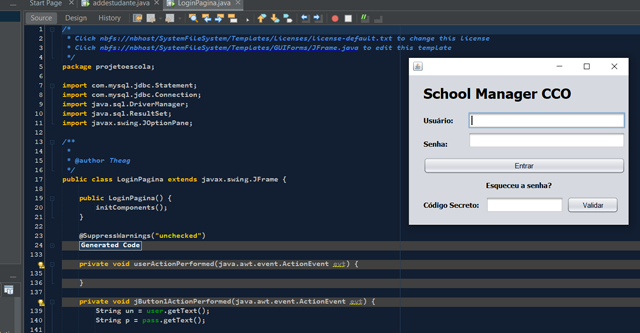 Start Page
addestudante.java
LoginPagina.java
Source
Design
History
1 /*
2 * Click nbfs://nbhost/SystemFileSystem/Templates/Licenses/license-default.txt to change this license
3 * Click nbfs://nbhost/SystemFileSystem/Templates/GUIForms/JFrame.java to edit this template
4 */
5 package projetoescola;
6
7 import com.mysql.jdbc.Statement;
8 import com.mysql.jdbc.Connection;
9 import java.sql.DriverManager;
10 import java.sql.ResultSet;
11 import javax.swing.JOptionPane;
12
13 /**
14 *
15 * @author Theag
16 */
17 public class LoginPagina extends javax.swing.JFrame {
18
19 public LoginPagina() {
20 initComponents();
21 }
22
23 @SuppressWarnings("unchecked")
24 Generated Code
133
private void userActionPerformed(java.awt.event.ActionEvent evt) {
135
136 }
137
private void jButton1ActionPerformed(java.awt.event.ActionEvent evt) {
139 String un = user.getText();
140 String p = pass.getText();
141
School Manager CCO
Usuário:
Senha:
Entrar
Esqueceu a senha?
Código Secreto:
Validar